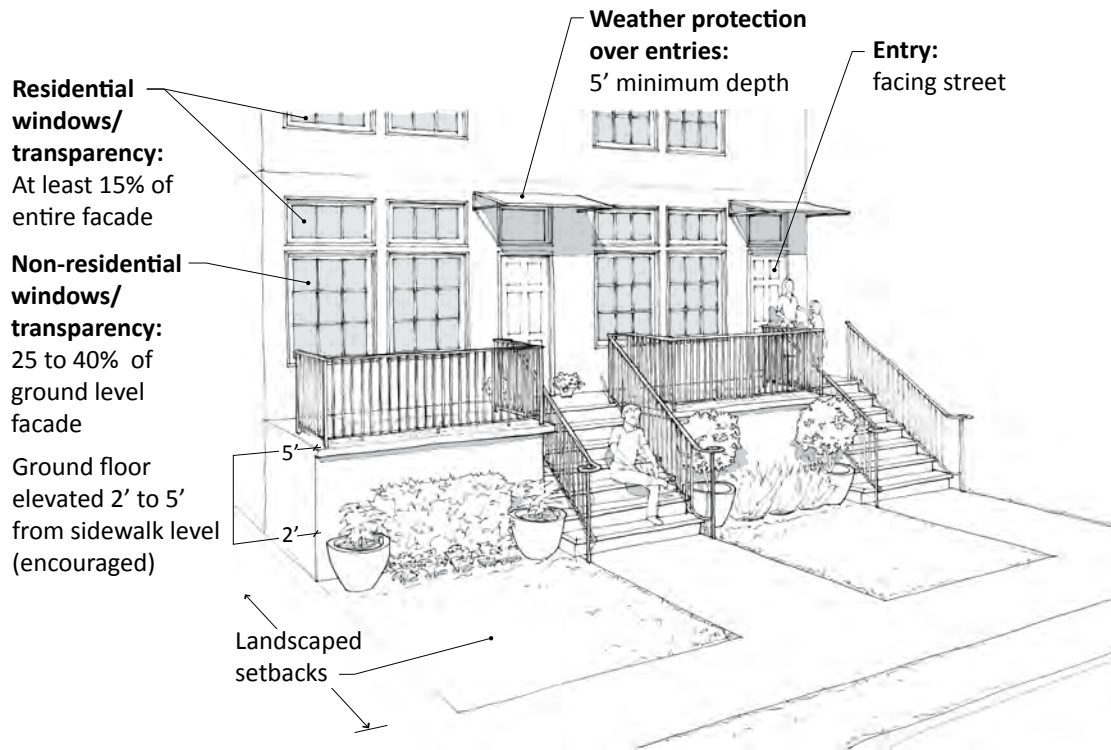 Weather protection
over entries:
5’ minimum depth
Entry:
facing street
Residential
windows/
transparency:
At least 15% of
entire facade
Non-residential
windows/
transparency:
25 to 40% of
ground level
facade
5’
Ground floor
elevated 2’ to 5’
from sidewalk level
(encouraged)
2’
Landscaped
setbacks